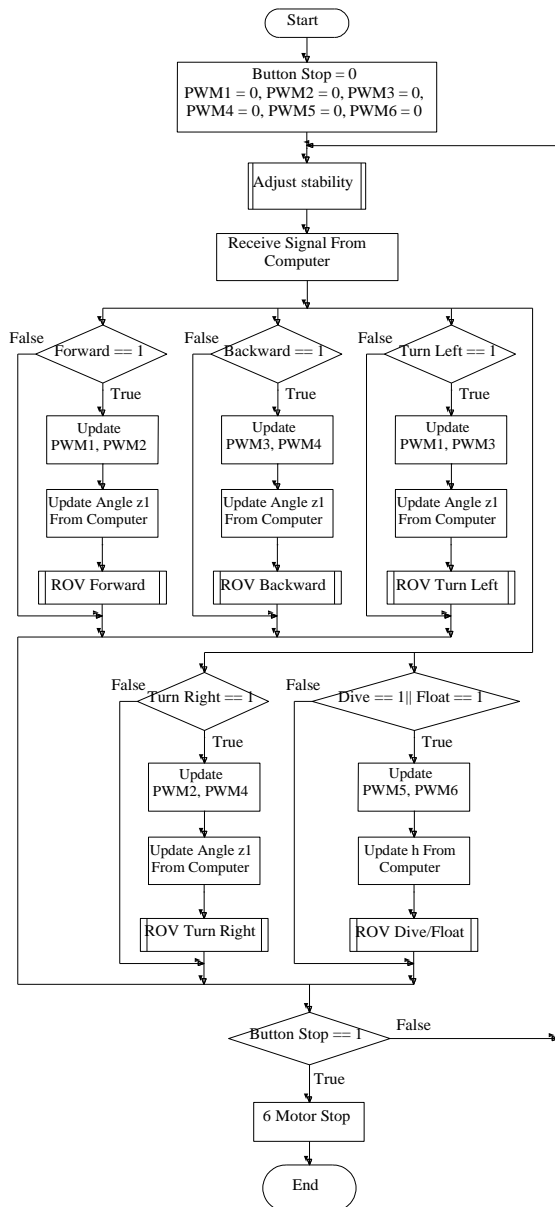 Start
Button Stop = 0
PWM1 = 0, PWM2 = 0, PWM3 = 0,
PWM4 = 0, PWM5 = 0, PWM6 = 0
Adjust stability
Receive Signal From
Computer
False
Forward == 1
True
Update
PWM1, PWM2
Update Angle z1
From Computer
ROV Forward
False
Backward == 1
True
Update
PWM3, PWM4
Update Angle z1
From Computer
ROV Backward
False
Turn Left == 1
True
Update
PWM1, PWM3
Update Angle z1
From Computer
ROV Turn Left
False
Turn Right == 1
True
Update
PWM2, PWM4
Update Angle z1
From Computer
ROV Turn Right
False
Dive == 1|| Float == 1
True
Update
PWM5, PWM6
Update h From
Computer
ROV Dive/Float
Button Stop == 1
False
True
6 Motor Stop
End